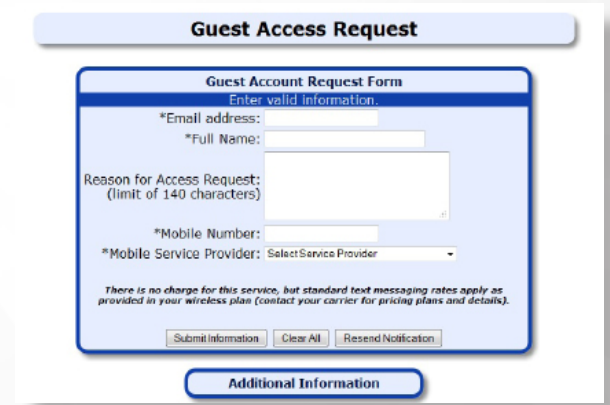 Guest Access Request
Guest Account Request Form
Enter valid information.
*Email address:
*Full Name:
Reason for Access Request:
(limit of 140 characters)
*Mobile Number:
*Mobile Service Provider: Select Service Provider
There is no charge for this service, but standard text messaging rates apply as
provided in your wireless plan (contact your carrier for pricing plans and details).
Submit Information Clear All Resend Notification
Additional Information